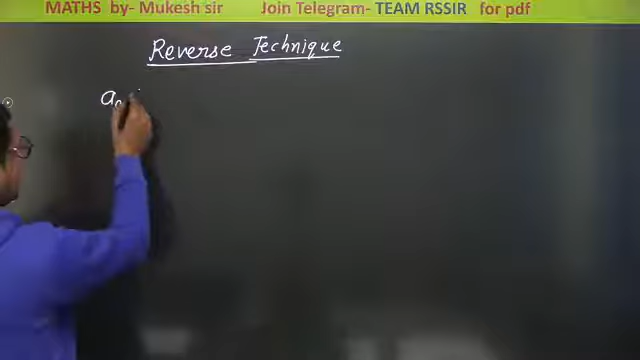 MATHS by- Mukesh sir Join Telegram- TEAM RSSIR for pdf
Reverse Technique
a